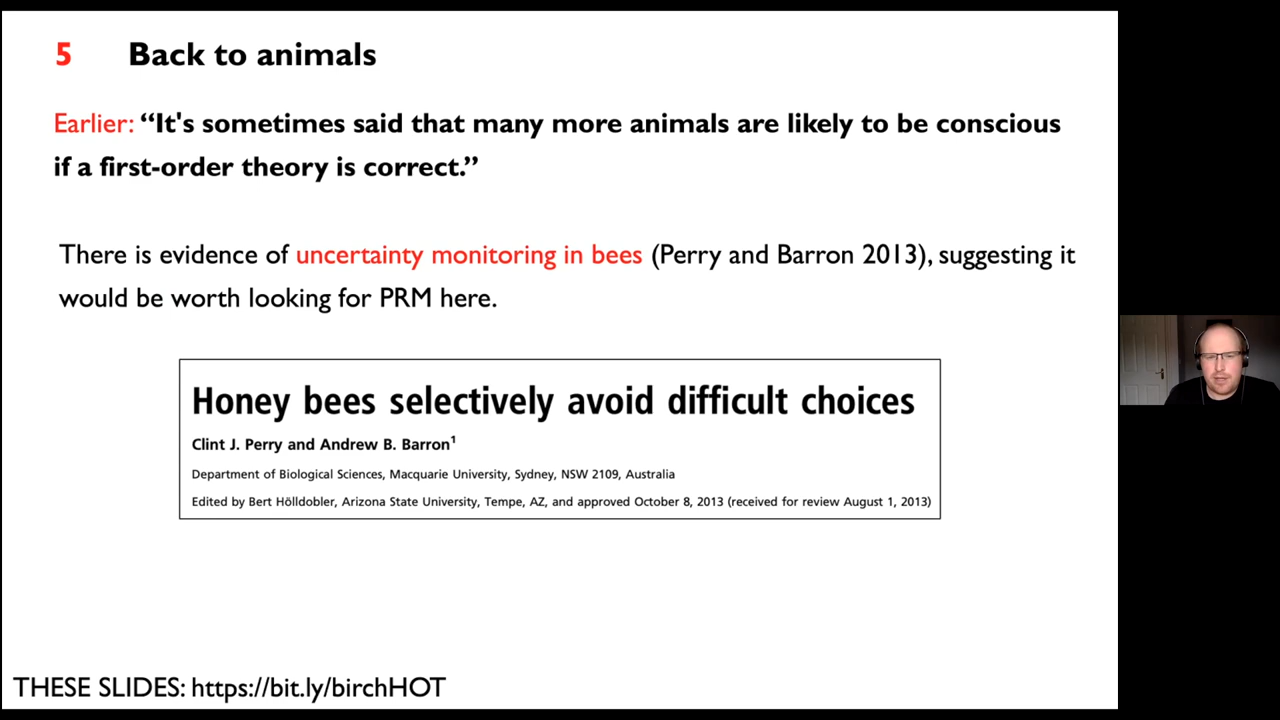 5 Back to animals
Earlier: “It's sometimes said that many more animals are likely to be conscious
if a first-order theory is correct.”
There is evidence of uncertainty monitoring in bees (Perry and Barron 2013), suggesting it
would be worth looking for PRM here.
Honey bees selectively avoid difficult choices
Clint J. Perry and Andrew B. Barron¹
Department of Biological Sciences, Macquarie University, Sydney, NSW 2109, Australia
Edited by Bert Hölldobler, Arizona State University, Tempe, AZ, and approved October 8, 2013 (received for review August 1, 2013)
THESE SLIDES: https://bit.ly/birchHOT